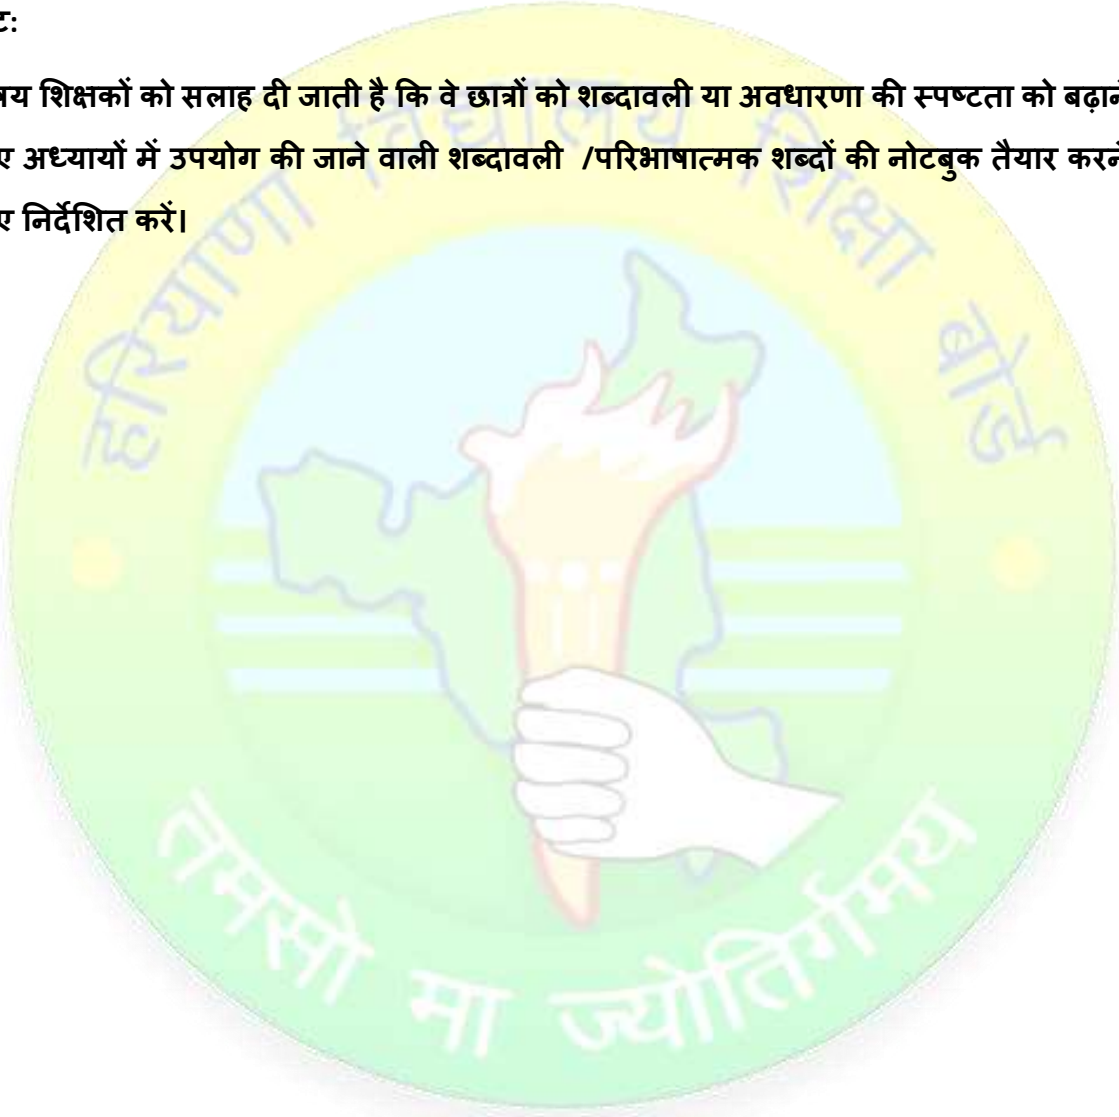 ट:
षय शिक्षकों को सलाह दी जाती है कि वे छात्रों को शब्दावली या अवधारणा की स्पष्टता को बढ़ाने
ए अध्यायों में उपयोग की जाने वाली शब्दावली /परिभाषात्मक शब्दों की नोटबुक तैयार करने
ए निर्देशित करें।
हरियाणा विद्यालय शिक्षा बोर्ड
तमसो मा ज्योतिर्गमय